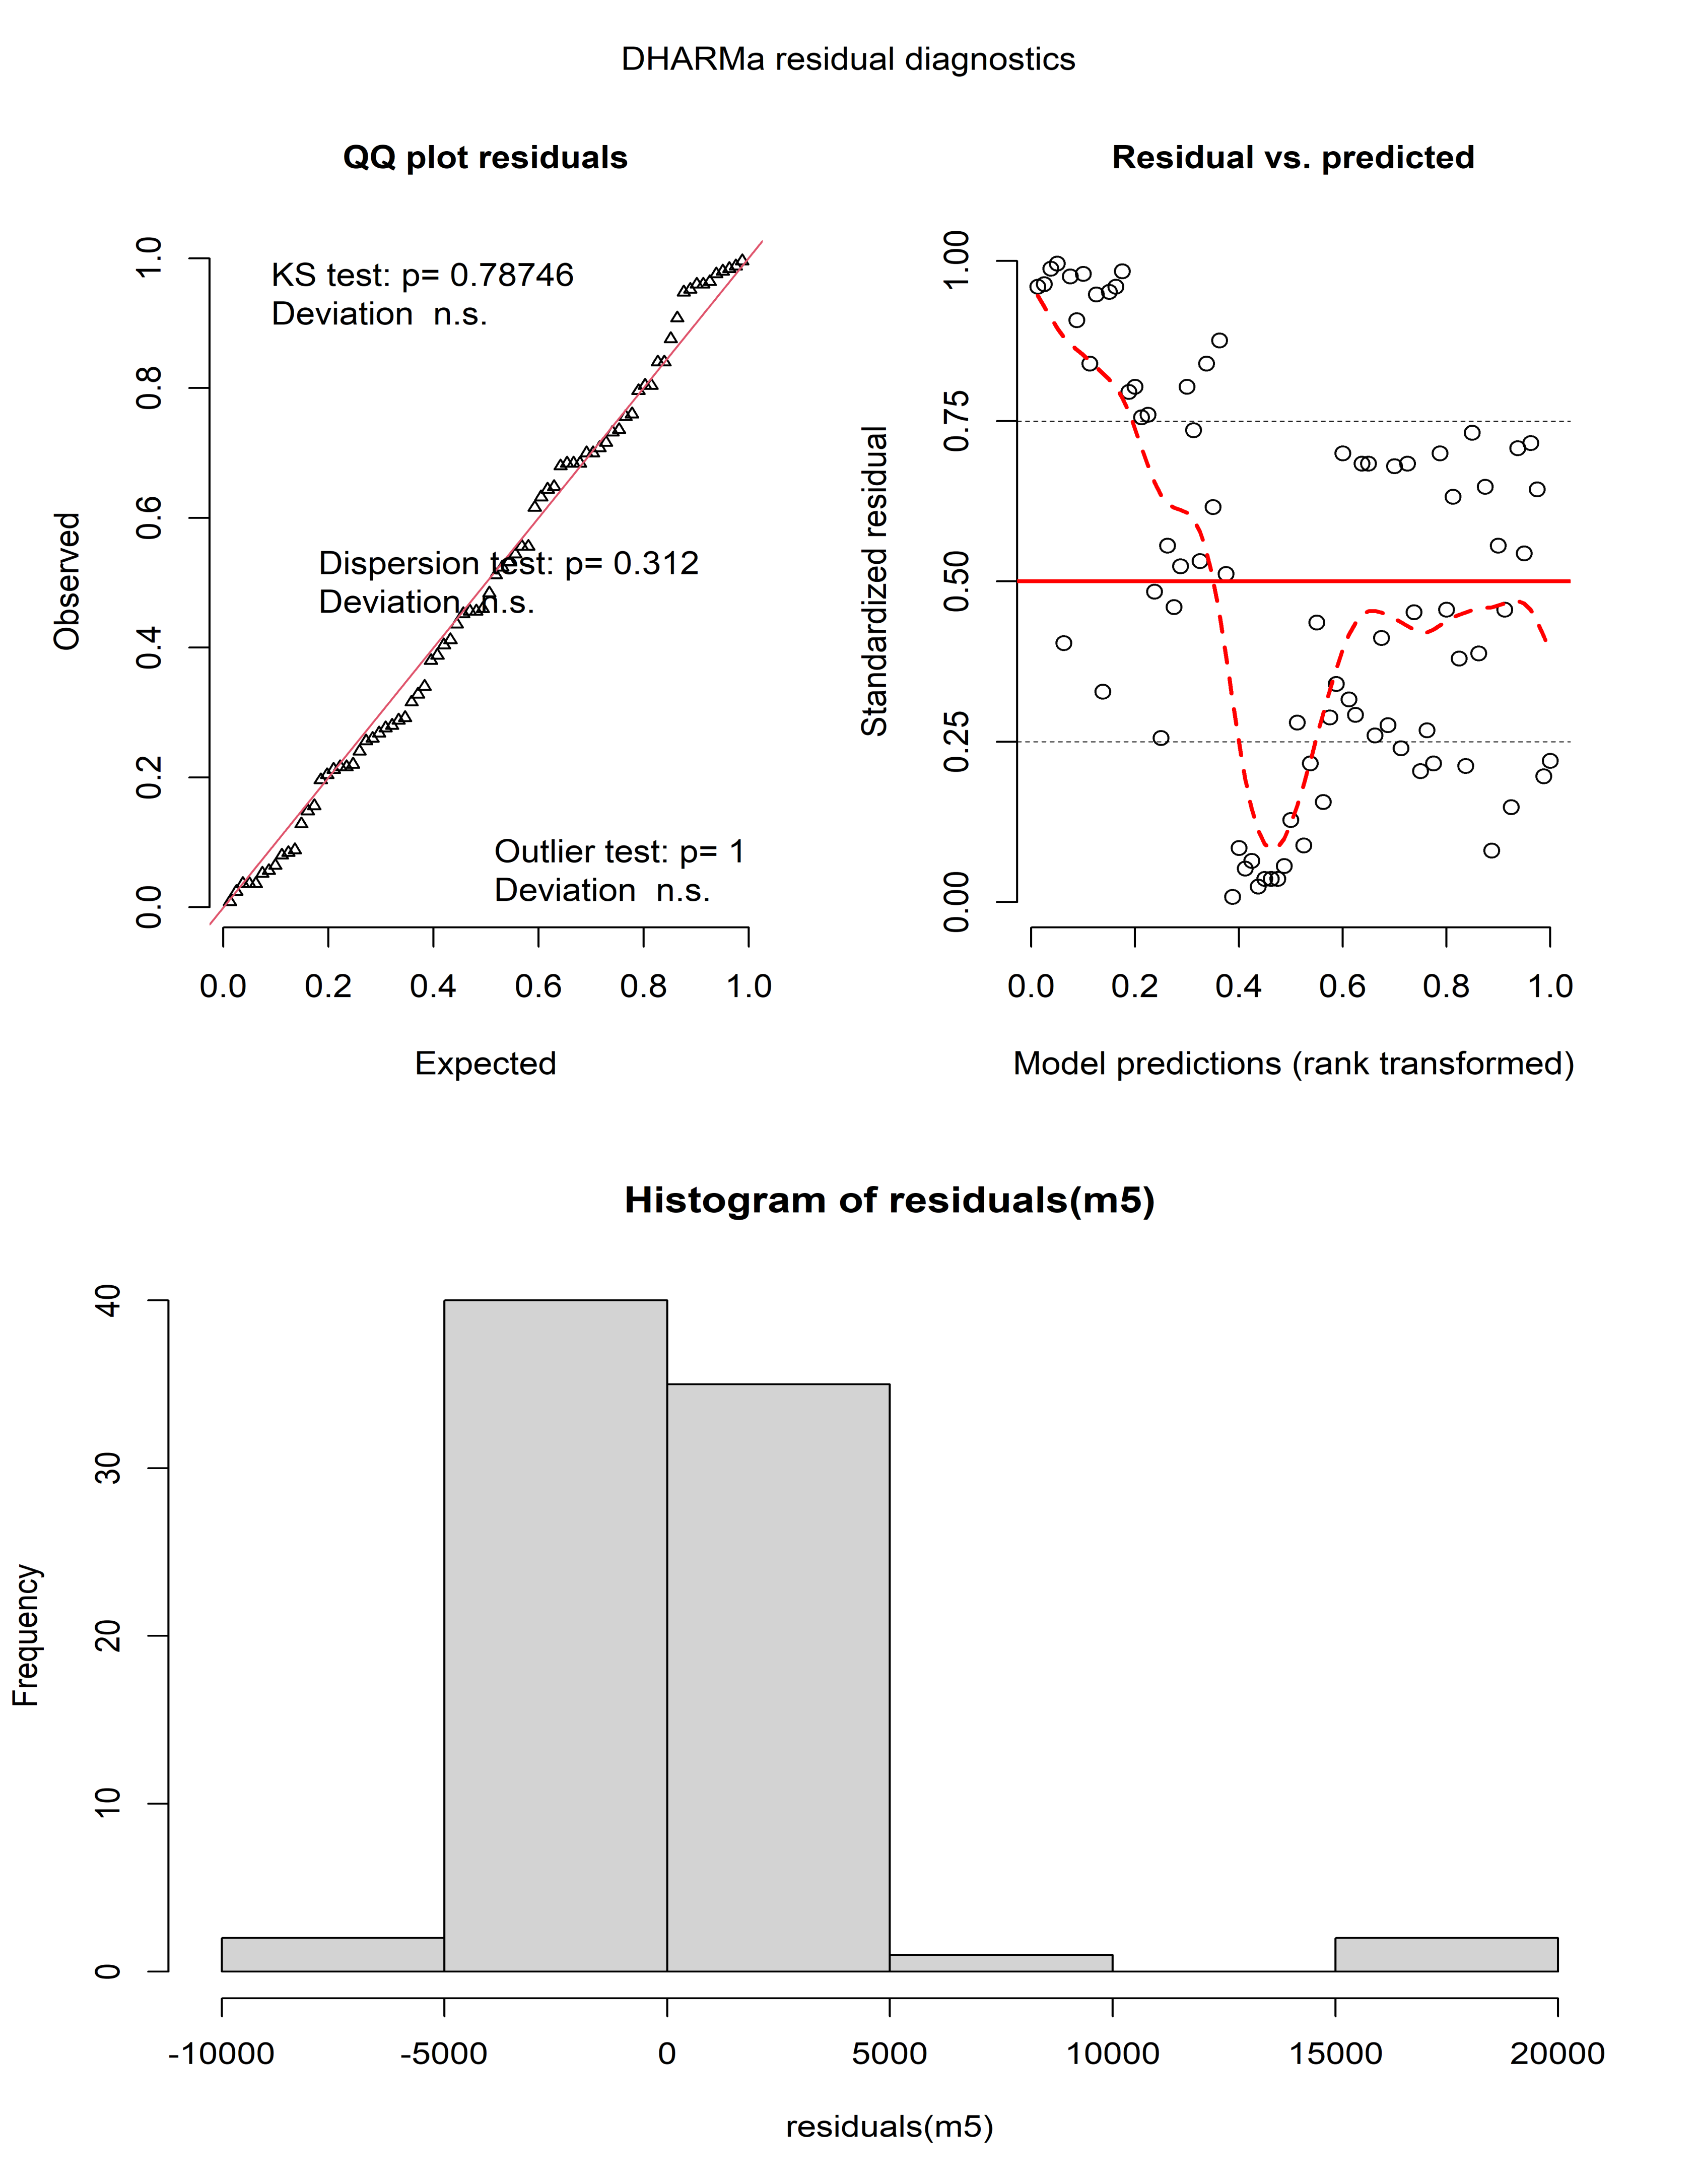 DHARMa residual diagnostics
QQ plot residuals
KS test: p= 0.78746
Deviation n.s.
Dispersion test: p= 0.312
Deviation n.s.
Outlier test: p= 1
Deviation n.s.
Observed
0.0 0.2 0.4 0.6 0.8 1.0
0.0 0.2 0.4 0.6 0.8 1.0
Expected
Residual vs. predicted
Standardized residual
0.00 0.25 0.50 0.75 1.00
0.0 0.2 0.4 0.6 0.8 1.0
Model predictions (rank transformed)
Histogram of residuals(m5)
Frequency
0 10 20 30 40
-10000 -5000 0 5000 10000 15000 20000
residuals(m5)